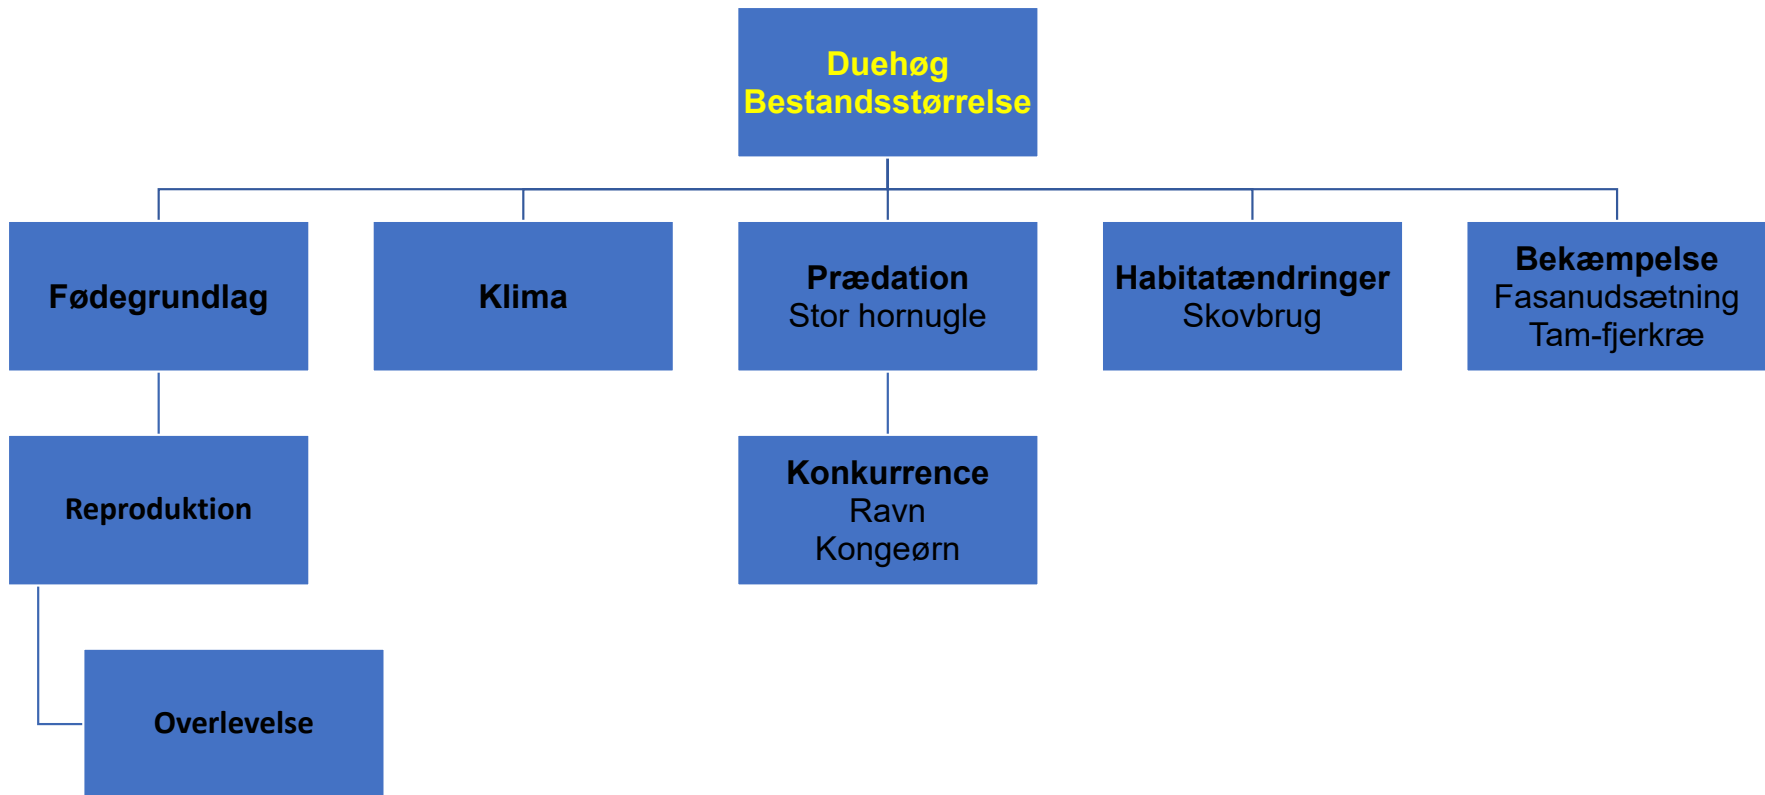 Duehøg
Bestandsstørrelse
Fødegrundlag
Klima
Prædation
Stor hornugle
Habitatændringer
Skovbrug
Bekæmpelse
Fasanudsætning
Tam-fjerkræ
Reproduktion
Konkurrence
Ravn
Kongeørn
Overlevelse